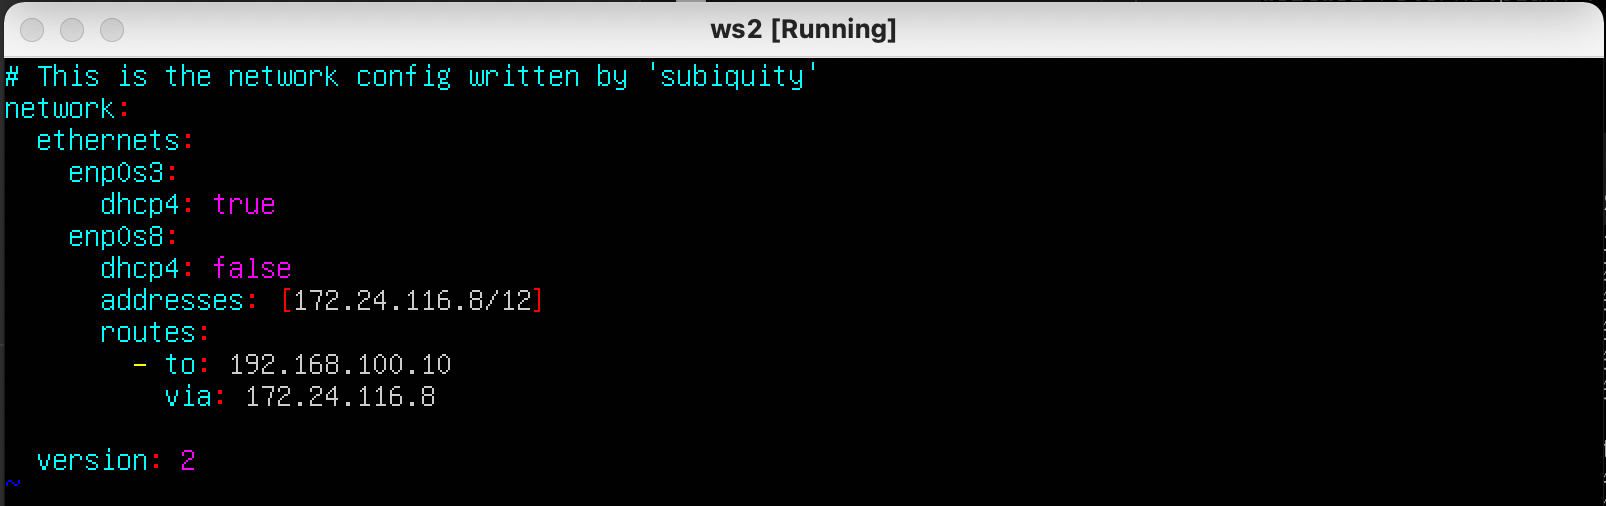 ws2 [Running]
# This is the network config written by 'subiquity'
network:
  ethernets:
    enp0s3:
      dhcp4: true
    enp0s8:
      dhcp4: false
      addresses: [172.24.116.8/12]
      routes:
        - to: 192.168.100.10
          via: 172.24.116.8
  version: 2
~